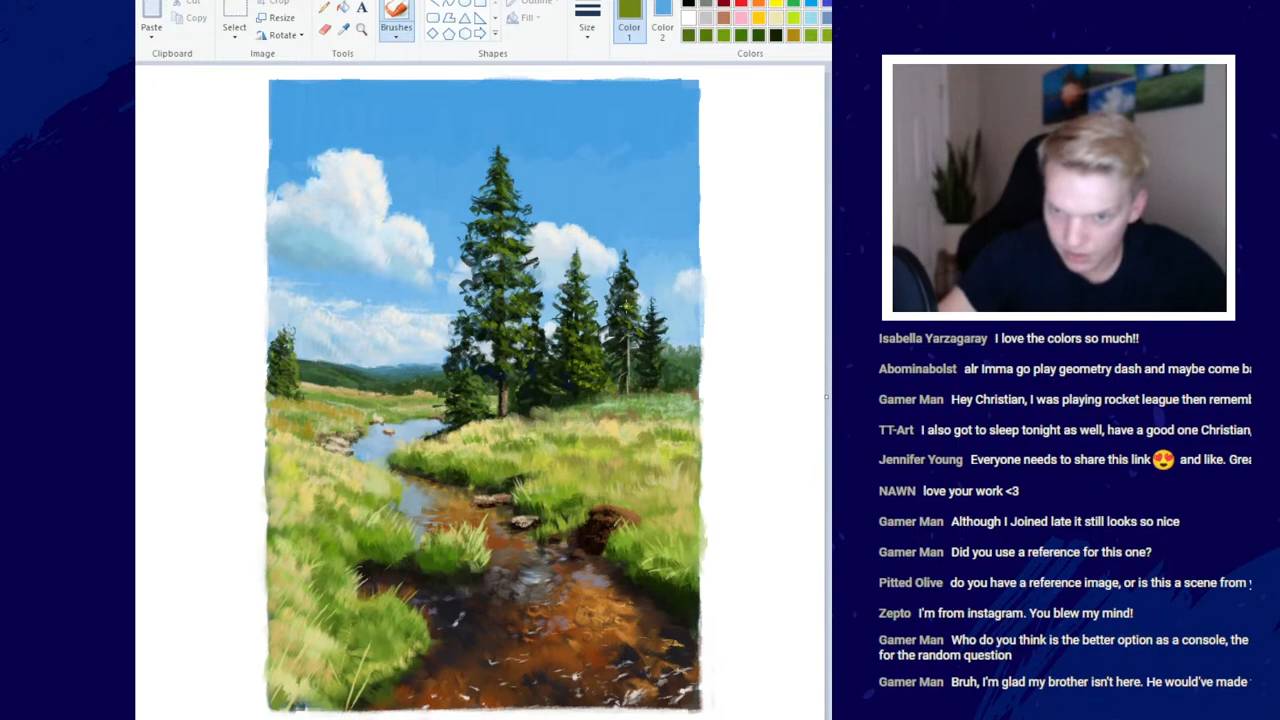 Cut
Crop
Outline
Paste
Copy
Select
Resize
Rotate
A
Brushes
Fill
Size
Color
1
Color
2
Clipboard
Image
Tools
Shapes
Colors
Isabella Yarzagaray I love the colors so much!!
Abominabolst alr Imma go play geometry dash and maybe come
Gamer Man Hey Christian, I was playing rocket league then
TT-Art I also got to sleep tonight as well, have a good one Christian,
Jennifer Young Everyone needs to share this link😍 and like.
NAWN love your work <3
Gamer Man Although I Joined late it still looks so nice
Gamer Man Did you use a reference for this one?
Pitted Olive do you have a reference image, or is this a scene from
Zepto I'm from instagram. You blew my mind!
Gamer Man Who do you think is the better option as a console, the
for the random question
Gamer Man Bruh, I'm glad my brother isn't here. He would've made